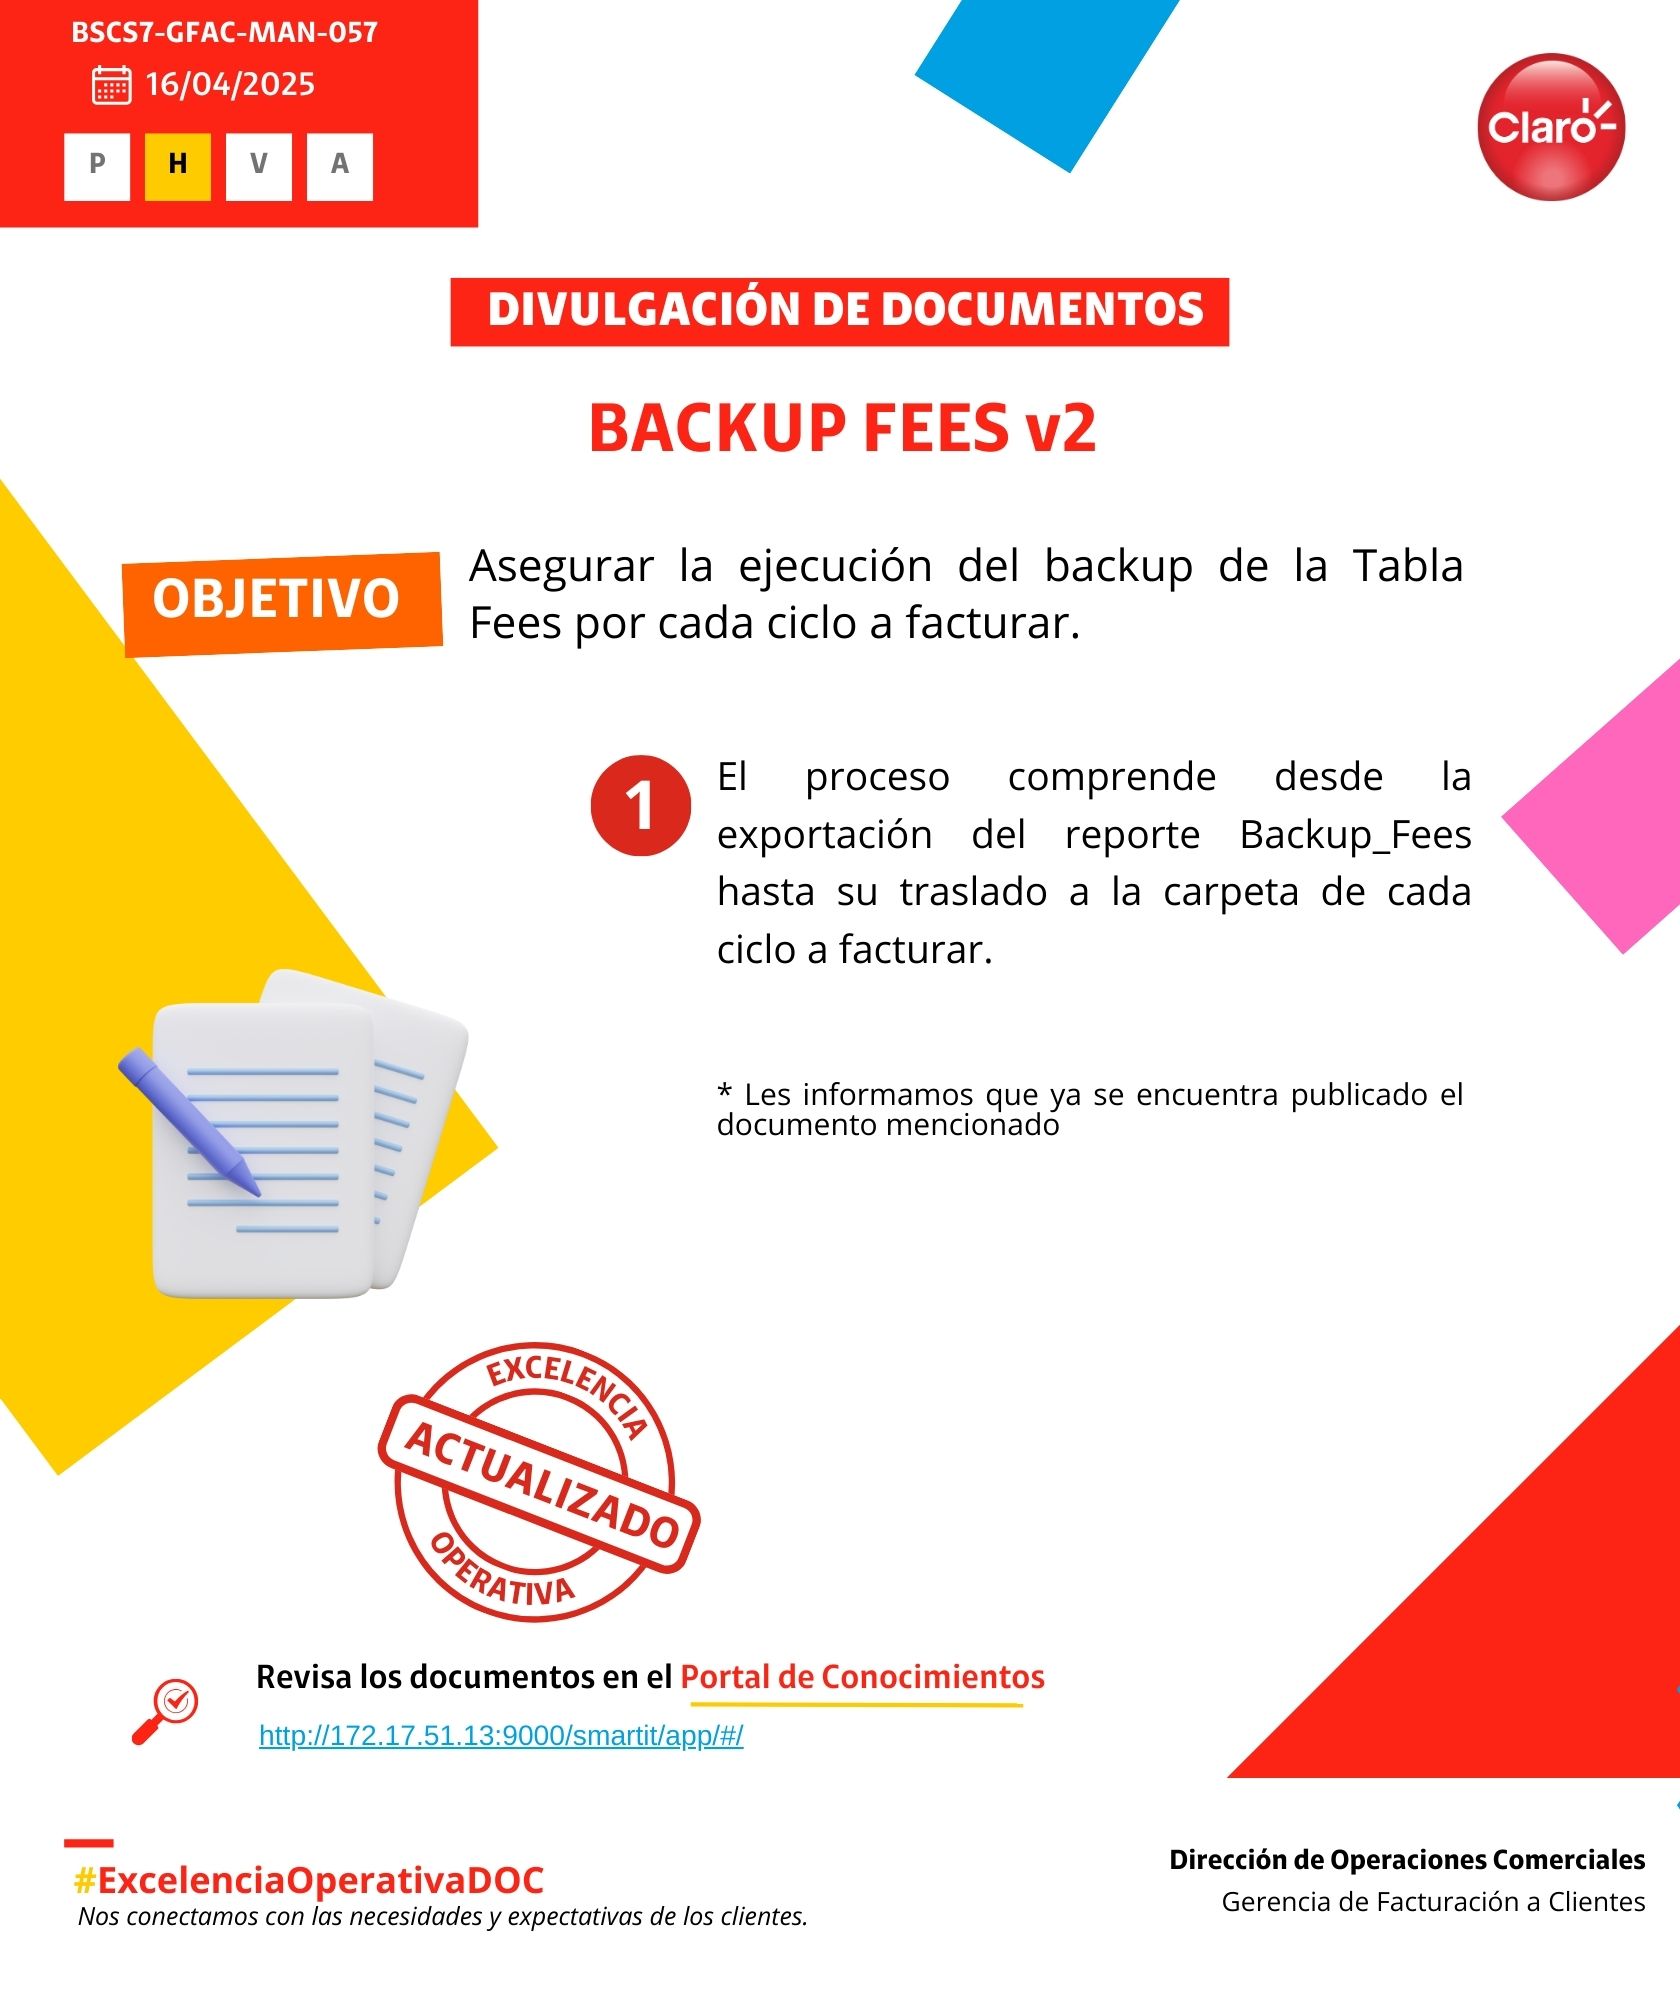 BSCS7-GFAC-MAN-057
16/04/2025
P H V A
Claro
DIVULGACIÓN DE DOCUMENTOS
BACKUP FEES v2
OBJETIVO
Asegurar la ejecución del backup de la Tabla
Fees por cada ciclo a facturar.
1
El proceso comprende desde la
exportación del reporte Backup_Fees
hasta su traslado a la carpeta de cada
ciclo a facturar.
* Les informamos que ya se encuentra publicado el
documento mencionado
EXCELENCIA
ACTUALIZADO
OPERATIVA
Revisa los documentos en el Portal de Conocimientos
http://172.17.51.13:9000/smartit/app/#/
#ExcelenciaOperativaDOC
Nos conectamos con las necesidades y expectativas de los clientes.
Dirección de Operaciones Comerciales
Gerencia de Facturación a Clientes